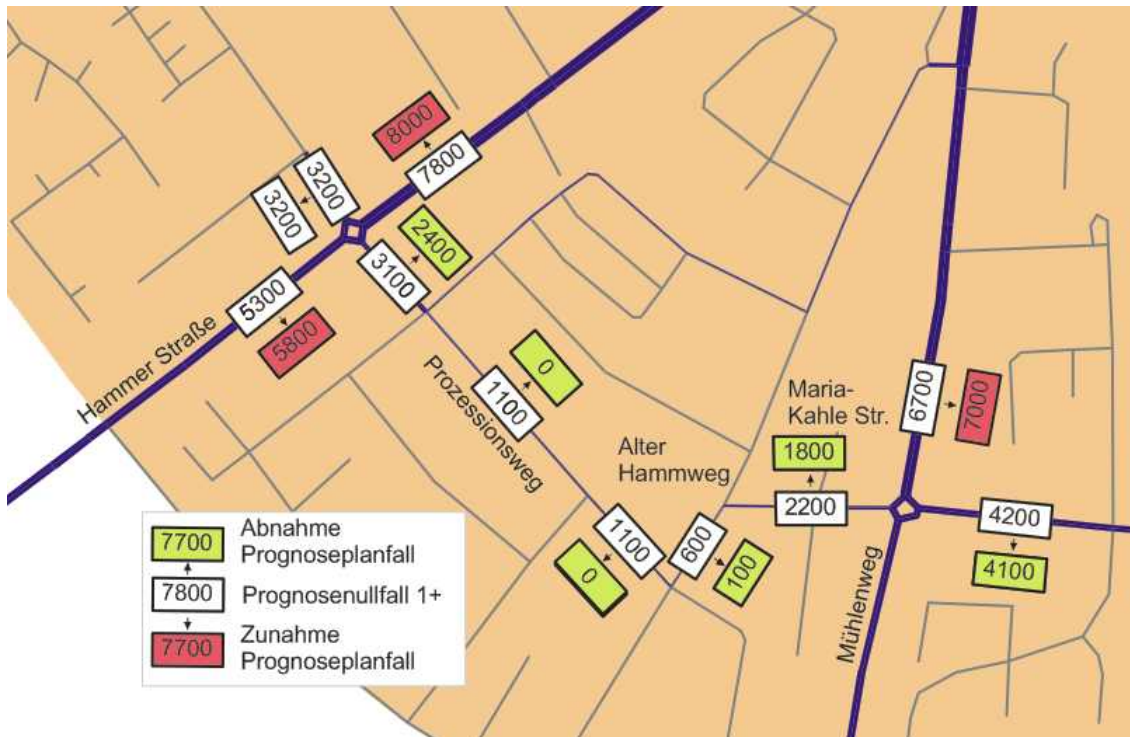 8000
7800
3200
3200
2400
3100
5300
5800
Hammer Straße
0
1100
Prozessionsweg
Maria-
Kahle Str.
6700
7000
1800
Alter
Hammweg
2200
4200
1100
600
0
100
4100
Mühlenweg
7700
Abnahme
Prognoseplanfall
7800
Prognosenullfall 1+
7700
Zunahme
Prognoseplanfall